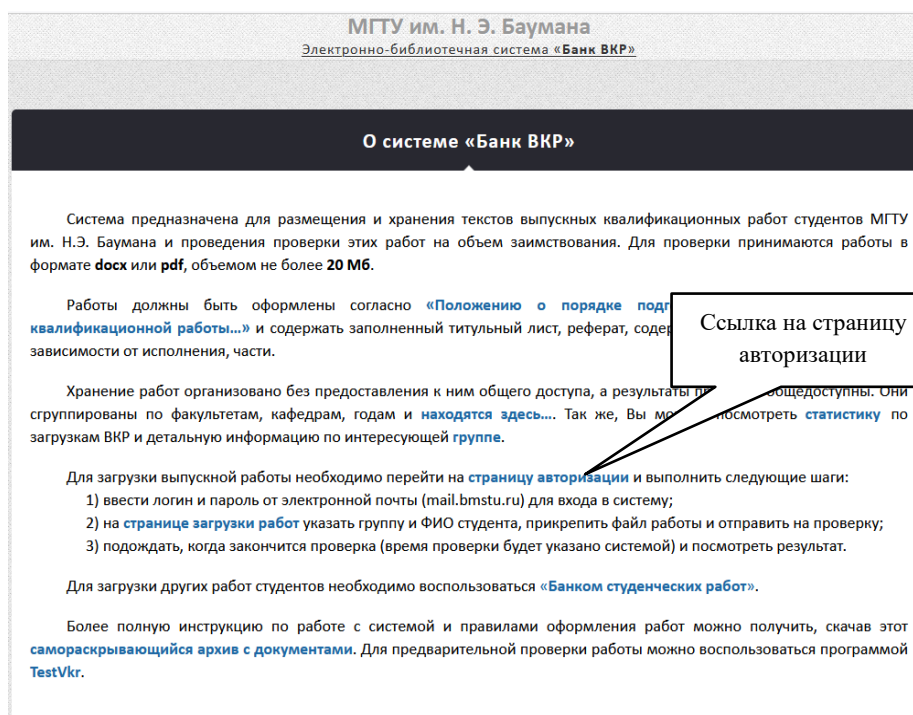 МГТУ им. Н. Э. Баумана
Электронно-библиотечная система «Банк ВКР»
О системе «Банк ВКР»
Система предназначена для размещения и хранения текстов выпускных квалификационных работ студентов МГТУ
им. Н.Э. Баумана и проведения проверки этих работ на объем заимствования. Для проверки принимаются работы в
формате docx или pdf, объемом не более 20 Мб.
Работы должны быть оформлены согласно «Положению о порядке
квалификационной работы...» и содержать заполненный титульный лист, реферат,
зависимости от исполнения, части.
Ссылка на страницу
авторизации
Хранение работ организовано без предоставления к ним общего доступа, а результаты общедоступны. Они
сгруппированы по факультетам, кафедрам, годам и находятся здесь.... Так же, Вы посмотреть статистику по
загрузкам ВКР и детальную информацию по интересующей группе.
Для загрузки выпускной работы необходимо перейти на страницу авторизации и выполнить следующие шаги:
1) ввести логин и пароль от электронной почты (mail.bmstu.ru) для входа в систему;
2) на странице загрузки работ указать группу и ФИО студента, прикрепить файл работы и отправить на проверку;
3) подождать, когда закончится проверка (время проверки будет указано системой) и посмотреть результат.
Для загрузки других работ студентов необходимо воспользоваться «Банком студенческих работ».
Более полную инструкцию по работе с системой и правилами оформления работ можно получить, скачав этот
самораскрывающийся архив с документами. Для предварительной проверки работы можно воспользоваться программой
TestVkr.